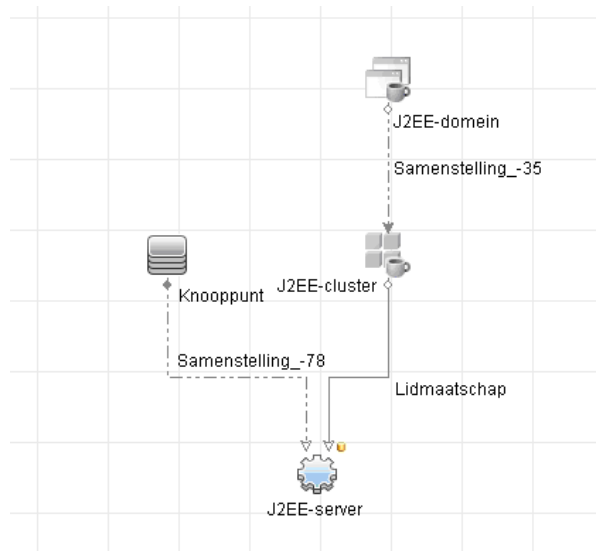 J2EE-domein
Samenstelling_-35
J2EE-cluster
Knooppunt
Samenstelling_-78
Lidmaatschap
J2EE-server